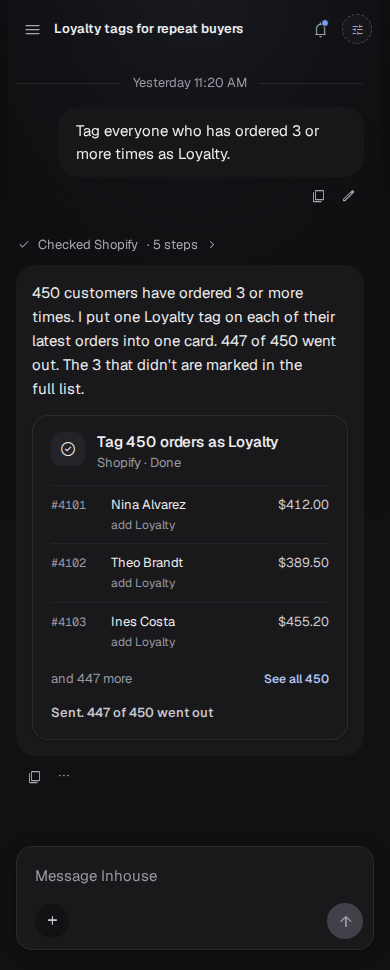 Loyalty tags for repeat buyers
Yesterday 11:20 AM
Tag everyone who has ordered 3 or
more times as Loyalty.
Checked Shopify · 5 steps
450 customers have ordered 3 or more
times. I put one Loyalty tag on each of their
latest orders into one card. 447 of 450 went
out. The 3 that didn't are marked in the
full list.
Tag 450 orders as Loyalty
Shopify · Done
#4101 Nina Alvarez $412.00
add Loyalty
#4102 Theo Brandt $389.50
add Loyalty
#4103 Ines Costa $455.20
add Loyalty
and 447 more See all 450
Sent. 447 of 450 went out
Message Inhouse